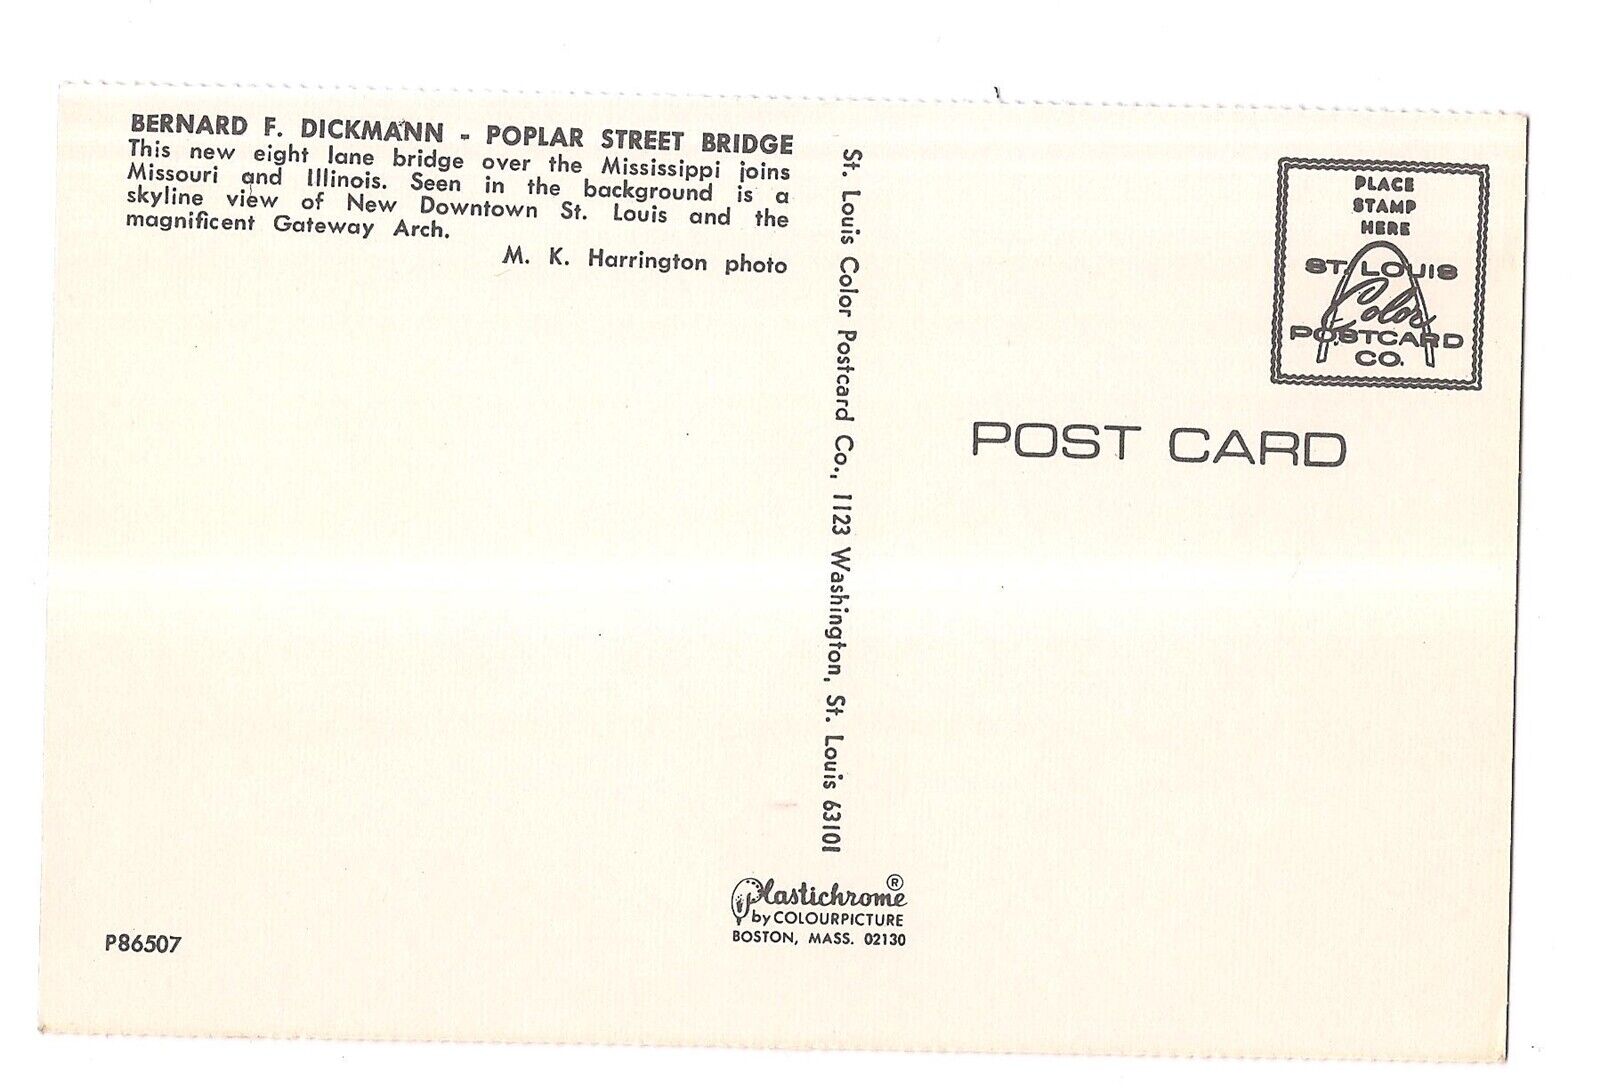 BERNARD F. DICKMANN - POPLAR STREET BRIDGE
This new eight lane bridge over the Mississippi joins
Missouri and Illinois. Seen in the background is a
skyline view of New Downtown St. Louis and the
magnificent Gateway Arch.
M. K. Harrington photo
St. Louis Color Postcard Co., 1123 Washington, St. Louis 63101
PLACE
STAMP
HERE
ST. LOUIS
Color
POSTCARD
CO.
POST CARD
Plastichrome®
by COLOURPICTURE
BOSTON, MASS. 02130
P86507